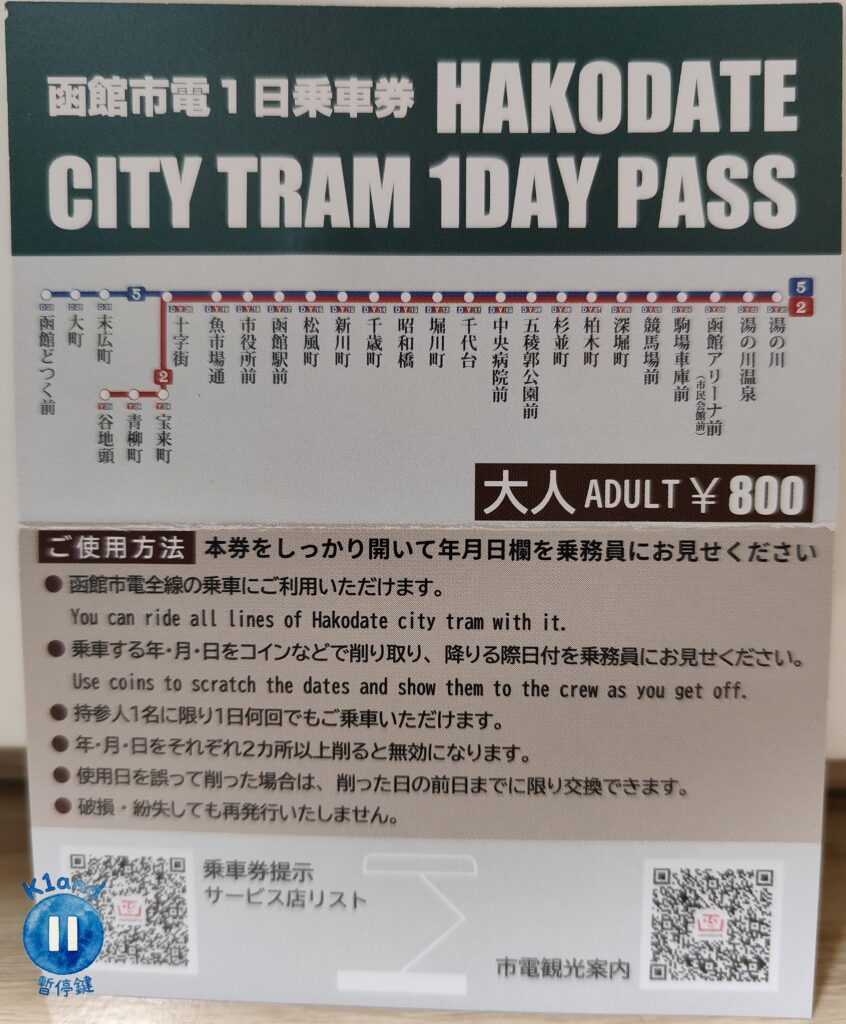 函館市電1日乗車券 HAKODATE
CITY TRAM 1DAY PASS
5
5
2
2
函館どつく前
大町
末広町
十字街
魚市場通
市役所前
函館駅前
松風町
新川町
千歳町
昭和橋
堀川町
千代台
中央病院前
五稜郭公園前
杉並町
柏木町
深堀町
競馬場前
駒場車庫前
函館アリーナ前
(市民会館前)
湯の川温泉
湯の川
谷地頭
青柳町
宝来町
大人 ADULT ¥800
ご使用方法 本券をしっかり開いて年月日欄を乗務員にお見せください
●函館市電全線の乗車にご利用いただけます。
You can ride all lines of Hakodate city tram with it.
●乗車する年・月・日をコインなどで削り取り、降りる際日付を乗務員にお見せください。
Use coins to scratch the dates and show them to the crew as you get off.
●持参人1名に限り1日何回でもご乗車いただけます。
●年・月・日をそれぞれ2カ所以上削ると無効になります。
●使用日を誤って削った場合は、削った日の前日までに限り交換できます。
●破損・紛失しても再発行いたしません。
乗車券提示
サービス店リスト
市電観光案内
K1and
暫停鍵